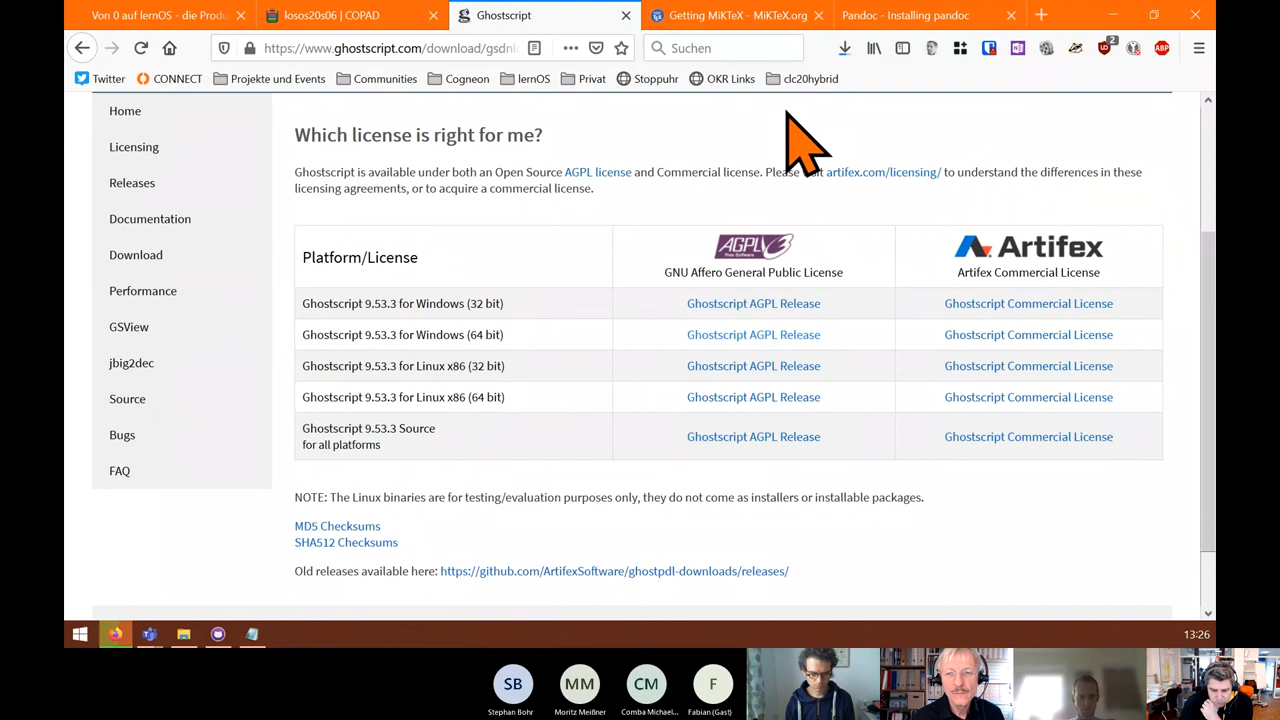 Von 0 auf lernOS - die Produ
losos20s06 | COPAD
Ghostscript
Getting MiKTeX - MiKTeX.org
Pandoc - Installing pandoc
https://www.ghostscript.com/download/gsdnl
Suchen
2
ABP
Twitter
CONNECT
Projekte und Events
Communities
Cogneon
lernOS
Privat
Stoppuhr
OKR Links
clc20hybrid
Home
Licensing
Releases
Documentation
Download
Performance
GSView
jbig2dec
Source
Bugs
FAQ
Which license is right for me?
Ghostscript is available under both an Open Source AGPL license and Commercial license. Please artifex.com/licensing/ to understand the differences in these
licensing agreements, or to acquire a commercial license.
Platform/License
AGPLv3
Free Software
GNU Affero General Public License
Artifex
Artifex Commercial License
Ghostscript 9.53.3 for Windows (32 bit) Ghostscript AGPL Release Ghostscript Commercial License
Ghostscript 9.53.3 for Windows (64 bit) Ghostscript AGPL Release Ghostscript Commercial License
Ghostscript 9.53.3 for Linux x86 (32 bit) Ghostscript AGPL Release Ghostscript Commercial License
Ghostscript 9.53.3 for Linux x86 (64 bit) Ghostscript AGPL Release Ghostscript Commercial License
Ghostscript 9.53.3 Source
for all platforms
Ghostscript AGPL Release Ghostscript Commercial License
NOTE: The Linux binaries are for testing/evaluation purposes only, they do not come as installers or installable packages.
MD5 Checksums
SHA512 Checksums
Old releases available here: https://github.com/ArtifexSoftware/ghostpdl-downloads/releases/
13:26
SB
Stephan Bohr
MM
Moritz Meißner
CM
Comba Michael...
F
Fabian (Gast)